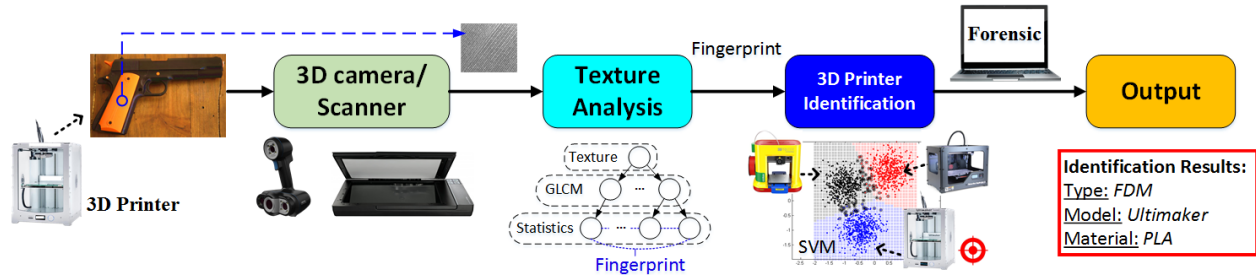 3D Printer
3D camera/
Scanner
Texture
Analysis
Texture
GLCM
...
Statistics
...
...
Fingerprint
Fingerprint
3D Printer
Identification
SVM
Forensic
Output
Identification Results:
Type: FDM
Model: Ultimaker
Material: PLA